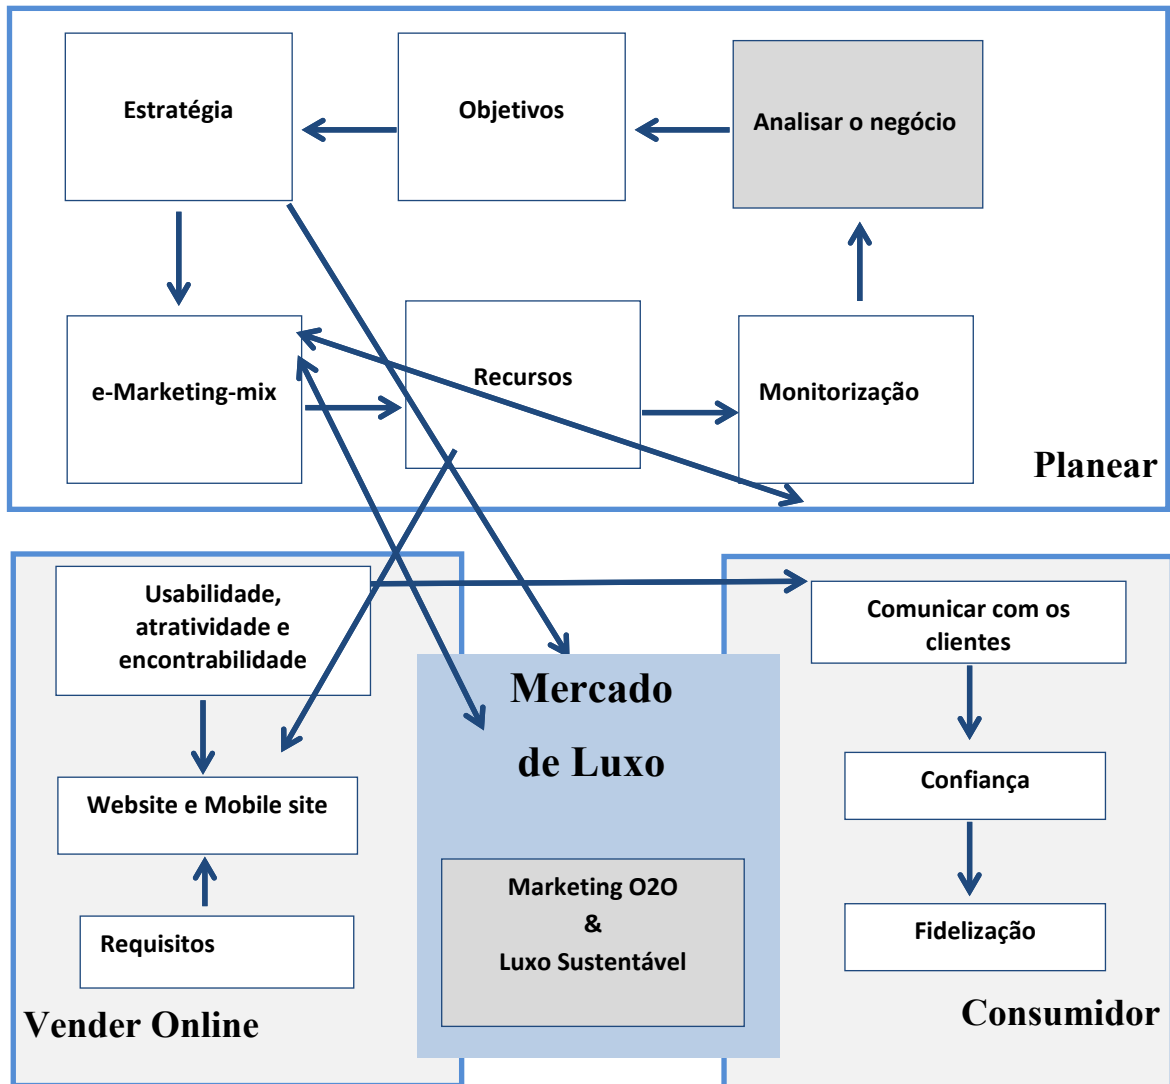 Estratégia
Objetivos
Analisar o negócio
e-Marketing-mix
Recursos
Monitorização
Planear
Usabilidade,
atratividade e
encontrabilidade
Website e Mobile site
Requisitos
Vender Online
Mercado
de Luxo
Marketing O2O
&
Luxo Sustentável
Comunicar com os
clientes
Confiança
Fidelização
Consumidor